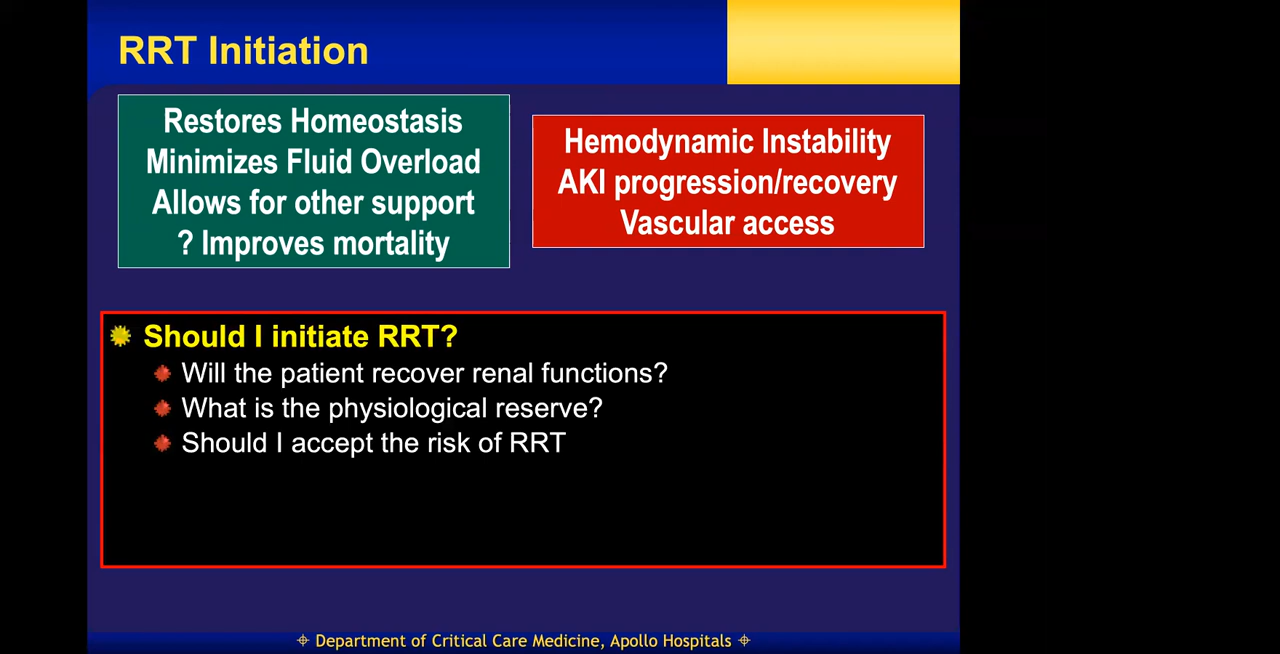 RRT Initiation
Restores Homeostasis
Minimizes Fluid Overload
Allows for other support
? Improves mortality
Hemodynamic Instability
AKI progression/recovery
Vascular access
Should I initiate RRT?
Will the patient recover renal functions?
What is the physiological reserve?
Should I accept the risk of RRT
Department of Critical Care Medicine, Apollo Hospitals